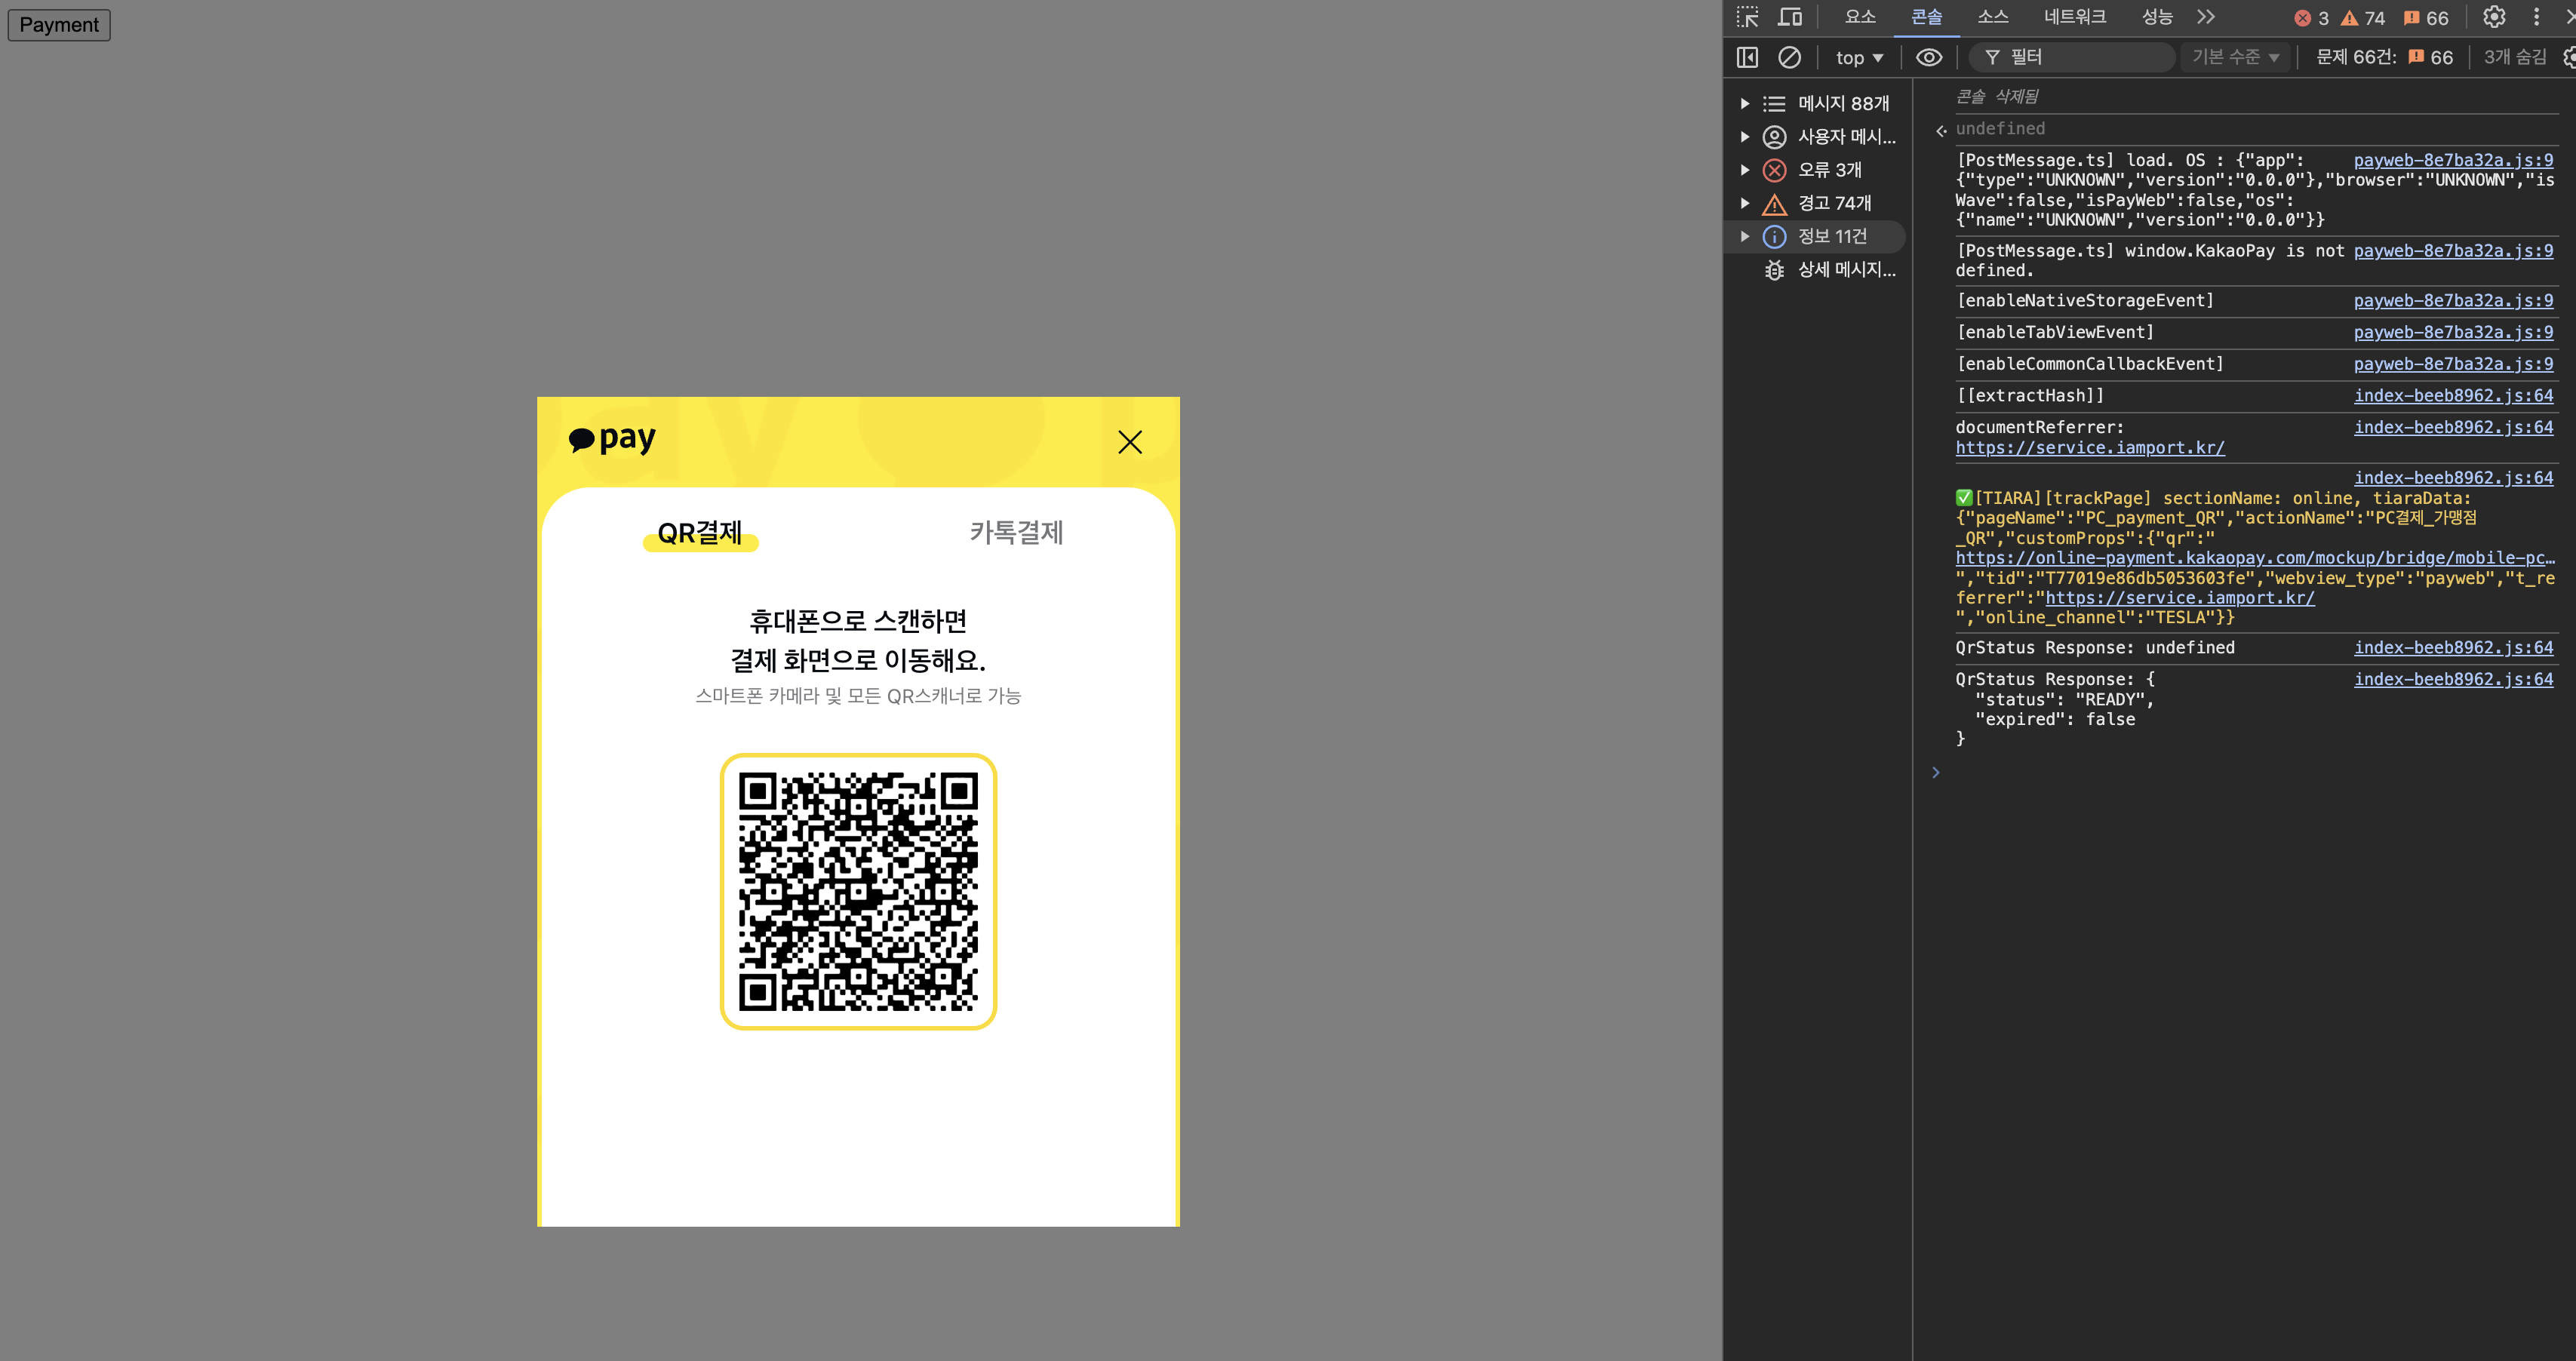 Payment
pay
QR결제
카톡결제
휴대폰으로 스캔하면
결제 화면으로 이동해요.
스마트폰 카메라 및 모든 QR스캐너로 가능
요소 콘솔 소스 네트워크 성능 3 74 66
top 필터 기본 수준 문제 66건: 66 3개 숨김
메시지 88개
사용자 메시...
오류 3개
경고 74개
정보 11건
상세 메시지...
콘솔 삭제됨
undefined
[PostMessage.ts] load. OS : {"app": payweb-8e7ba32a.js:9
{"type":"UNKNOWN","version":"0.0.0"},"browser":"UNKNOWN","is
Wave":false,"isPayWeb":false,"os":
{"name":"UNKNOWN","version":"0.0.0"}}
[PostMessage.ts] window.KakaoPay is not payweb-8e7ba32a.js:9
defined.
[enableNativeStorageEvent] payweb-8e7ba32a.js:9
[enableTabViewEvent] payweb-8e7ba32a.js:9
[enableCommonCallbackEvent] payweb-8e7ba32a.js:9
[[extractHash]] index-beeb8962.js:64
documentReferrer: index-beeb8962.js:64
https://service.iamport.kr/
index-beeb8962.js:64
✅[TIARA][trackPage] sectionName: online, tiaraData:
{"pageName":"PC_payment_QR","actionName":"PC결제_가맹점
_QR","customProps":{"qr":"
https://online-payment.kakaopay.com/mockup/bridge/mobile-pc…
","tid":"T77019e86db5053603fe","webview_type":"payweb","t_re
ferrer":"https://service.iamport.kr/
","online_channel":"TESLA"}}
QrStatus Response: undefined index-beeb8962.js:64
QrStatus Response: { index-beeb8962.js:64
"status": "READY",
"expired": false
}